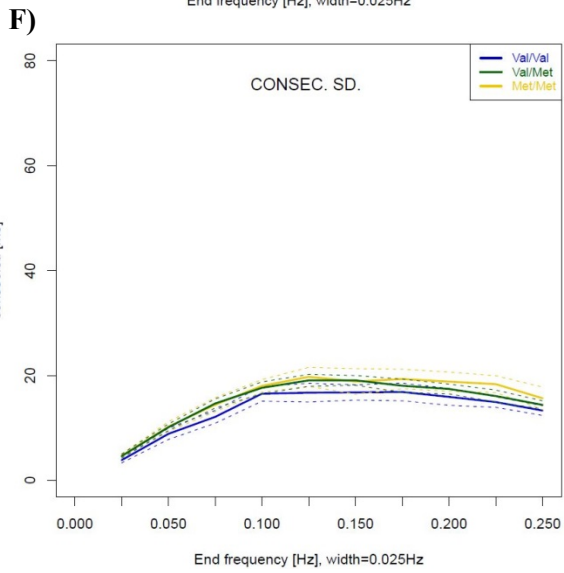 End frequency [Hz], width=0.025Hz
F)
80
CONSEC. SD.
Val/Val
Val/Met
Met/Met
60
40
20
0
0.000 0.050 0.100 0.150 0.200 0.250
End frequency [Hz], width=0.025Hz